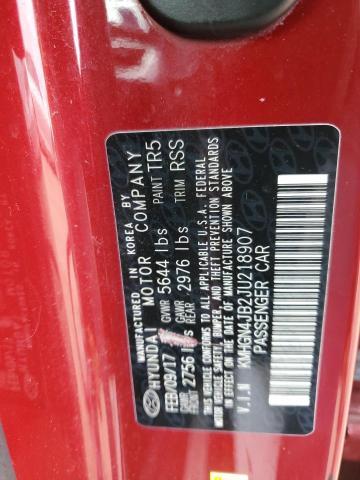 MANUFACTURED IN KOREA BY
HYUNDAI MOTOR COMPANY
FEB/09/17 GVWR 5644 lbs PAINT TR5
GAWR FRONT 2756 lbs GAWR REAR 2976 lbs TRIM RSS
THIS VEHICLE CONFORMS TO ALL APPLICABLE U.S.A. FEDERAL
MOTOR VEHICLE SAFETY, BUMPER, AND THEFT PREVENTION STANDARDS
IN EFFECT ON THE DATE OF MANUFACTURE SHOWN ABOVE.
V.I.N KMHGN4JB2JU218907
PASSENGER CAR